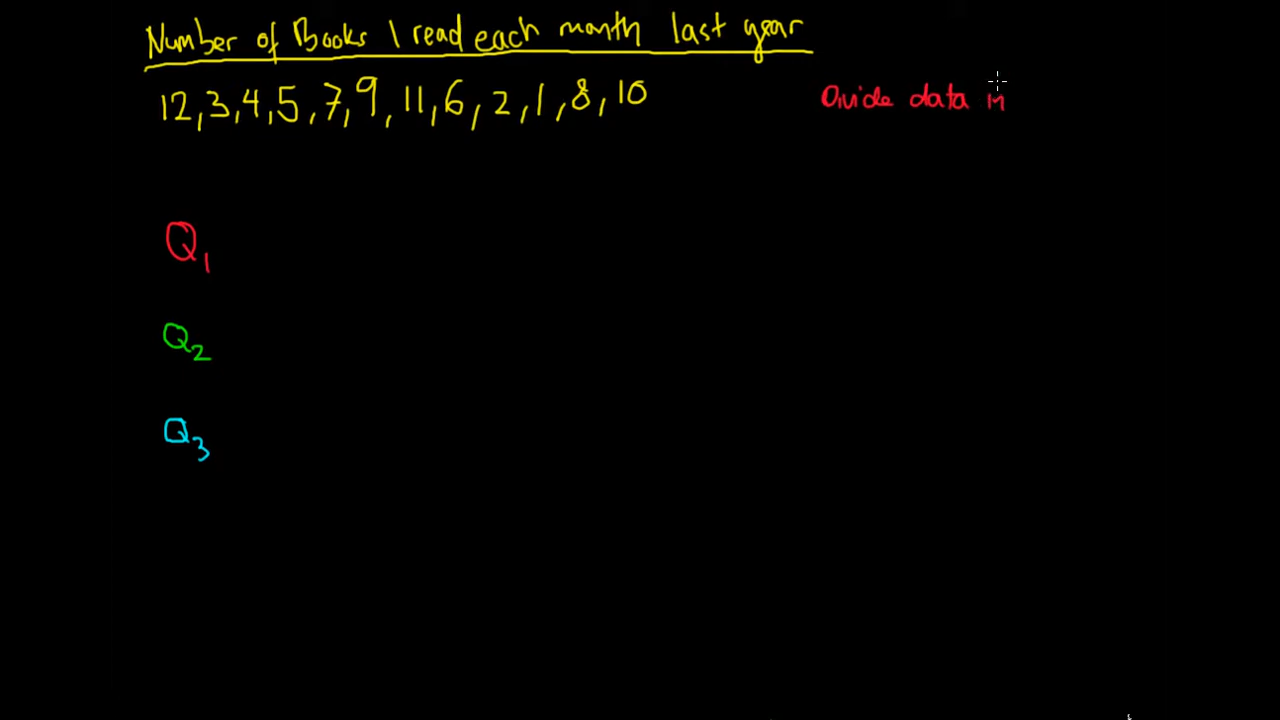 Number of Books I read each month last year
12,3,4,5,7,9,11,6,2,1,8,10
Divide data in
Q1
Q2
Q3